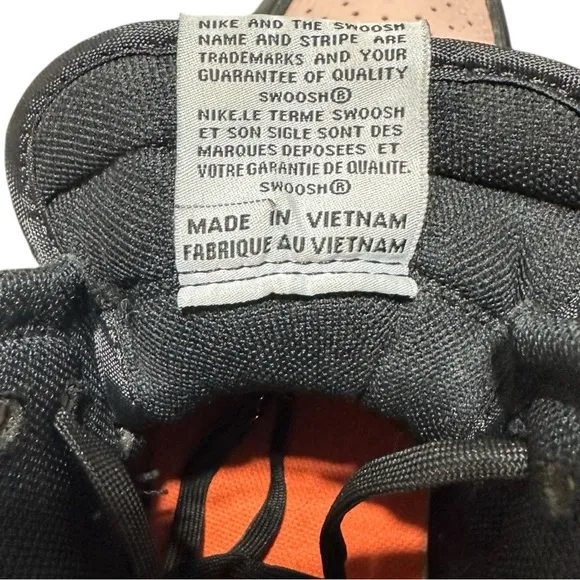 NIKE AND THE SWOOSH
NAME AND STRIPE ARE
TRADEMARKS AND YOUR
GUARANTEE OF QUALITY
SWOOSH®
NIKE.LE TERME SWOOSH
ET SON SIGLE SONT DES
MARQUES DEPOSEES ET
VOTRE GARANTIE DE QUALITE.
SWOOSH®
MADE IN VIETNAM
FABRIQUE AU VIETNAM